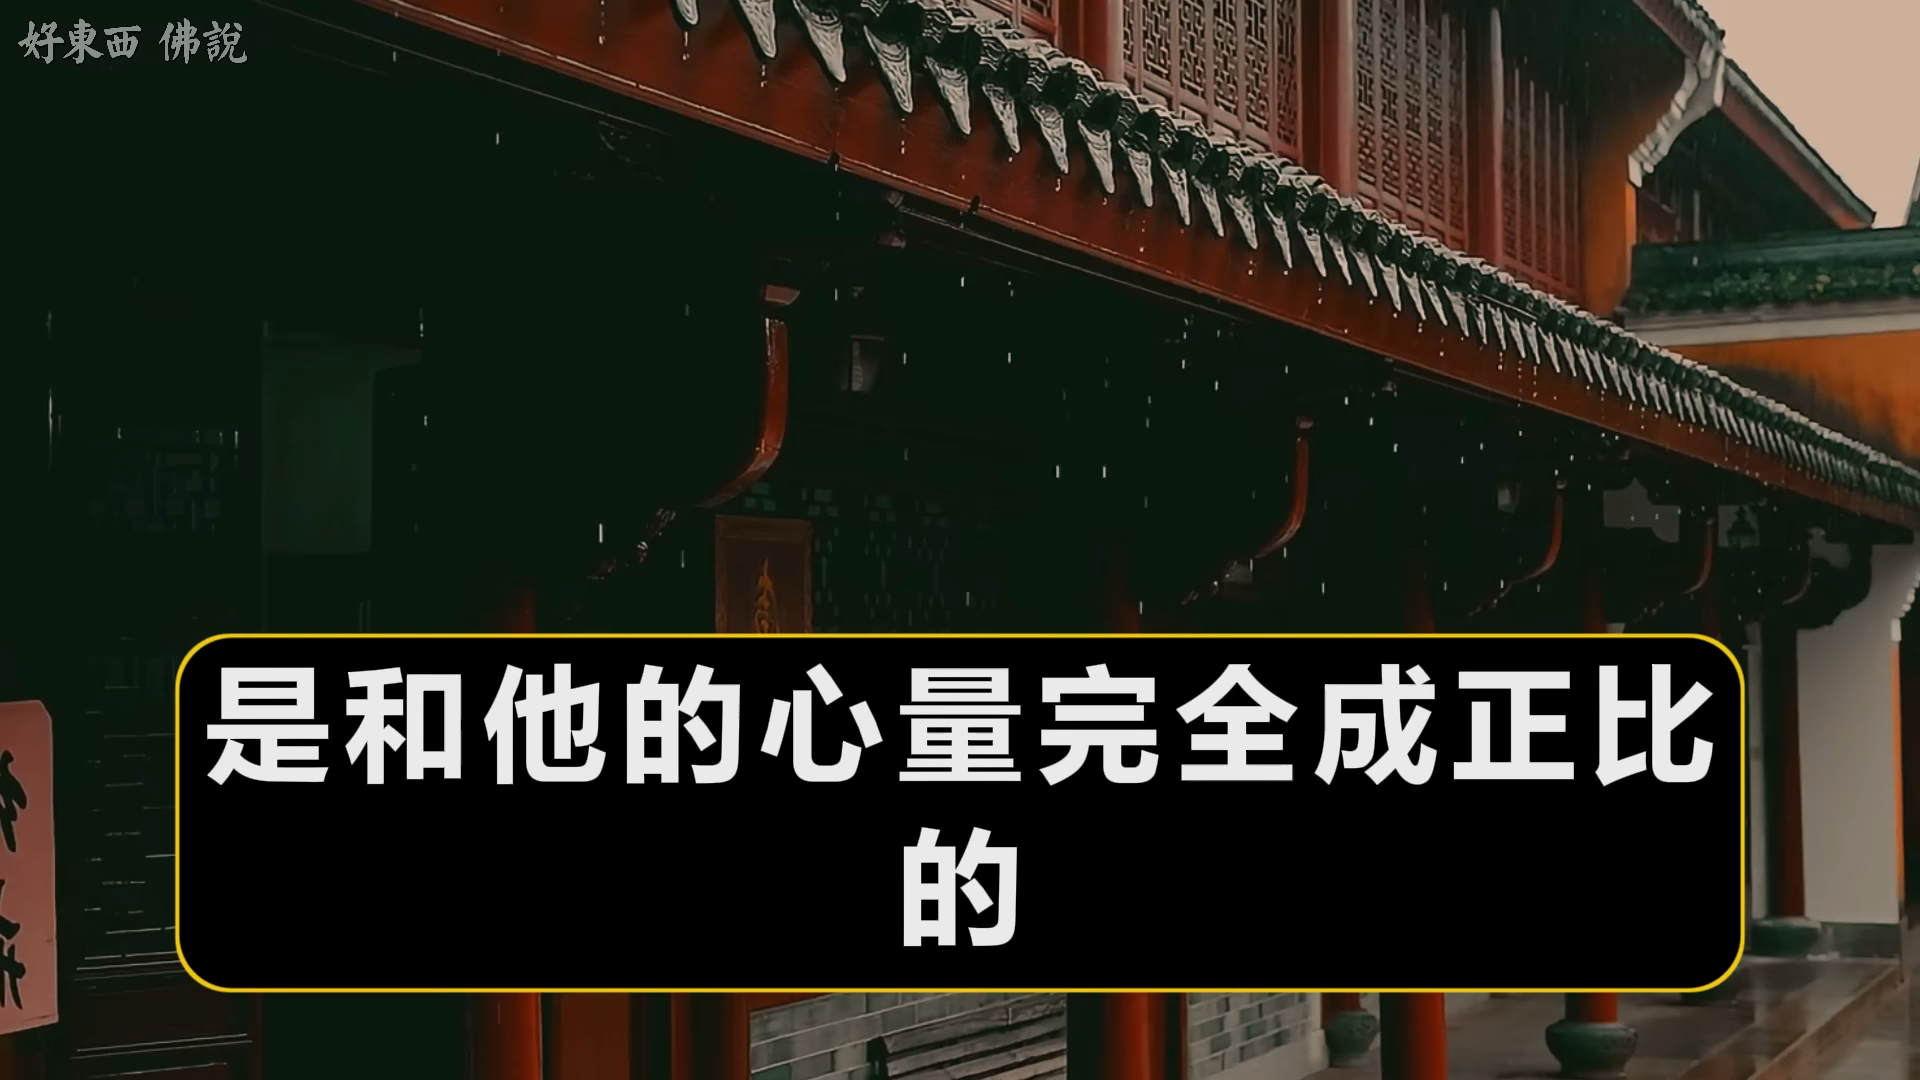 好東西 佛說
是和他的心量完全成正比
的